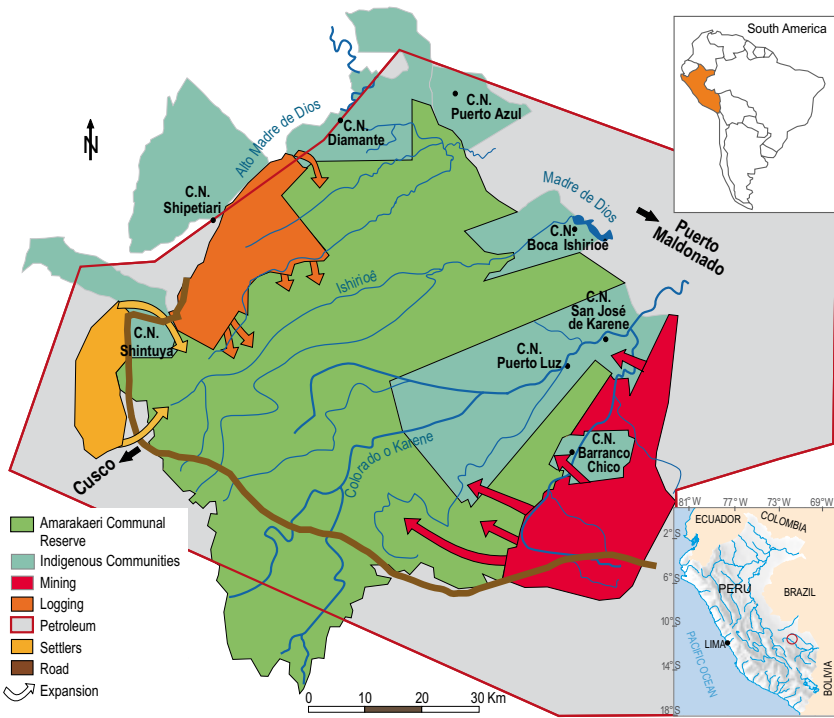 South America
N
Alto Madre de Dios
C.N.
Puerto Azul
C.N.
Diamante
C.N.
Shipetiari
Madre de Dios
C.N.
Boca Ishirioë
Puerto
Maldonado
Ishirioë
C.N.
San José
de Karene
C.N.
Shintuya
C.N.
Puerto Luz
C.N.
Barranco
Chico
Colorado o Karene
Cusco
Amarakaeri Communal
Reserve
Indigenous Communities
Mining
Logging
Petroleum
Settlers
Road
Expansion
0 10 20 30 Km
81°W 77°W 73°W 69°W
2°S
6°S
10°S
14°S
18°S
ECUADOR
COLOMBIA
PERU
BRAZIL
LIMA
PACIFIC OCEAN
BOLIVIA